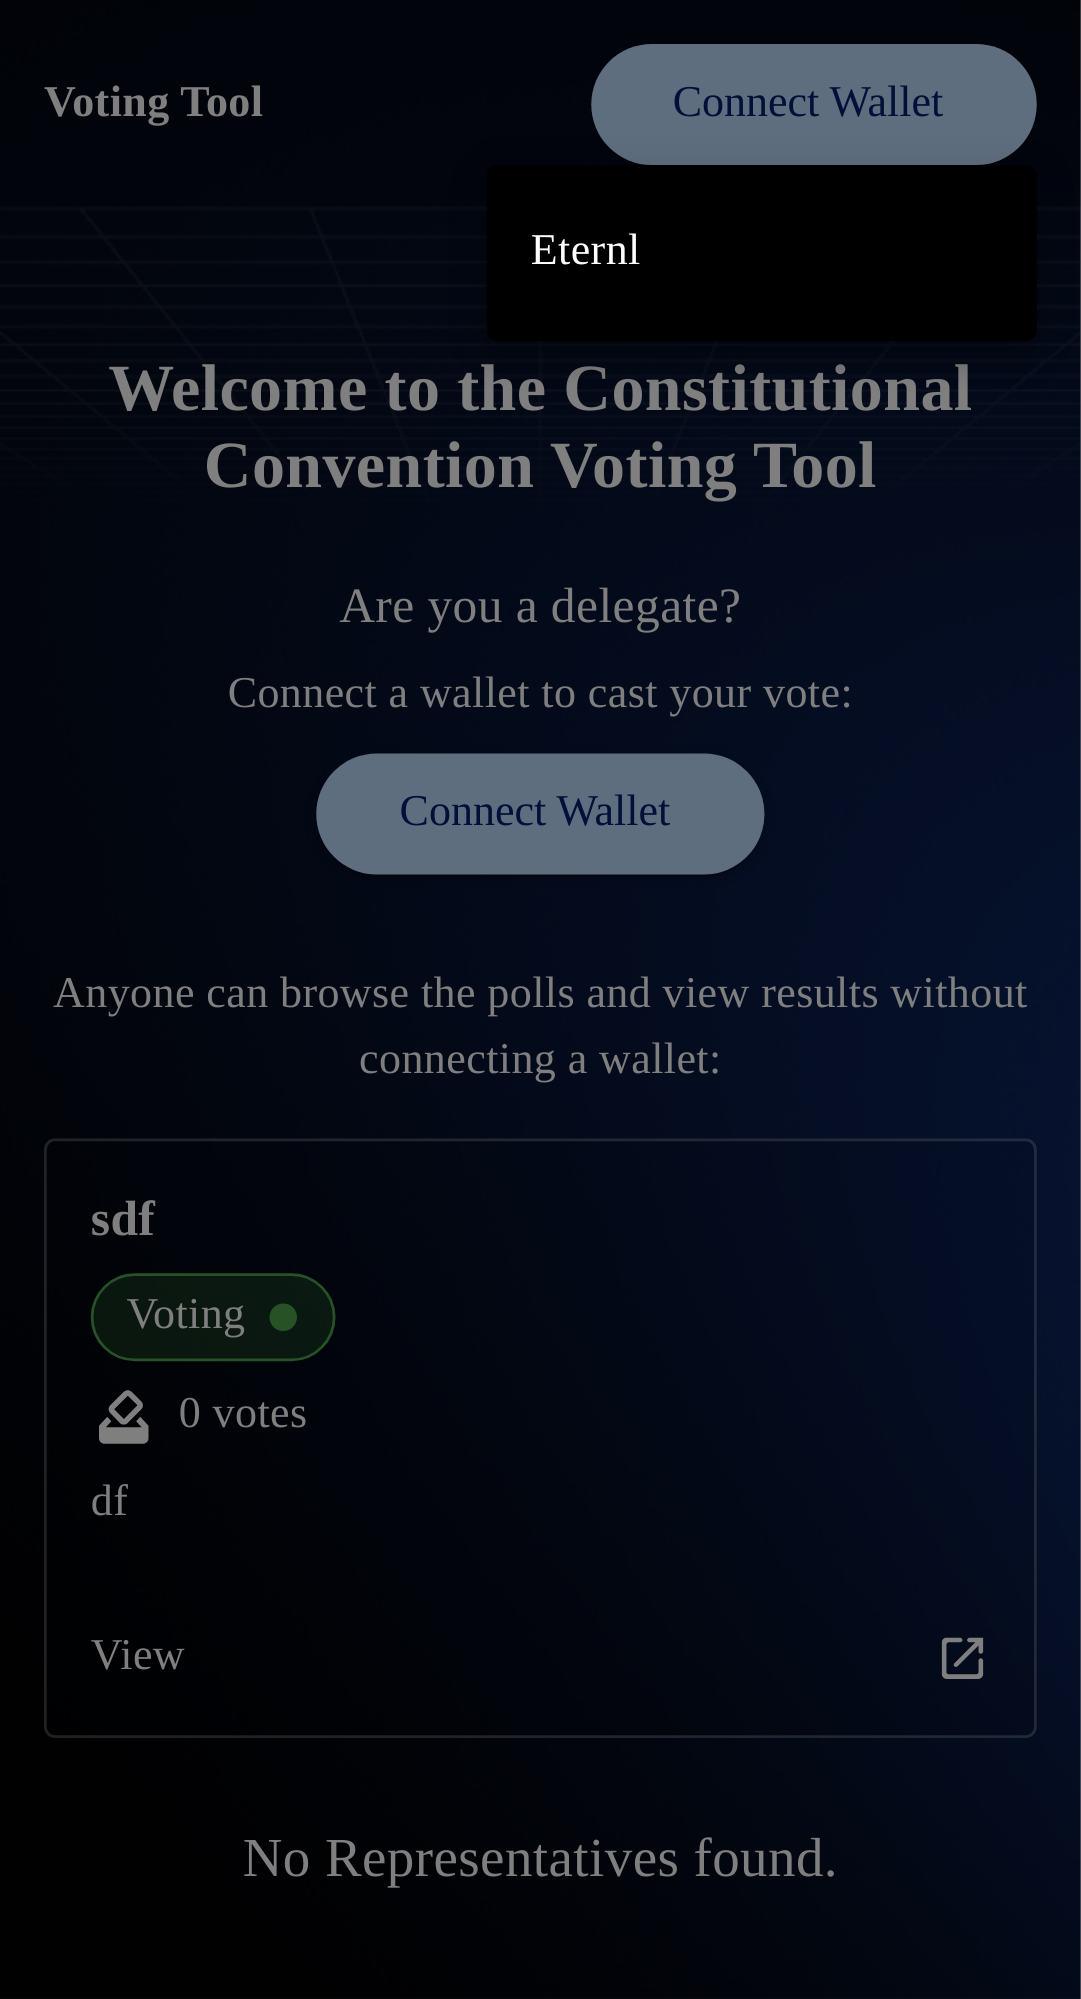 Voting Tool
Connect Wallet
Eternl
Welcome to the Constitutional
Convention Voting Tool
Are you a delegate?
Connect a wallet to cast your vote:
Connect Wallet
Anyone can browse the polls and view results without
connecting a wallet:
sdf
Voting
0 votes
df
View
No Representatives found.